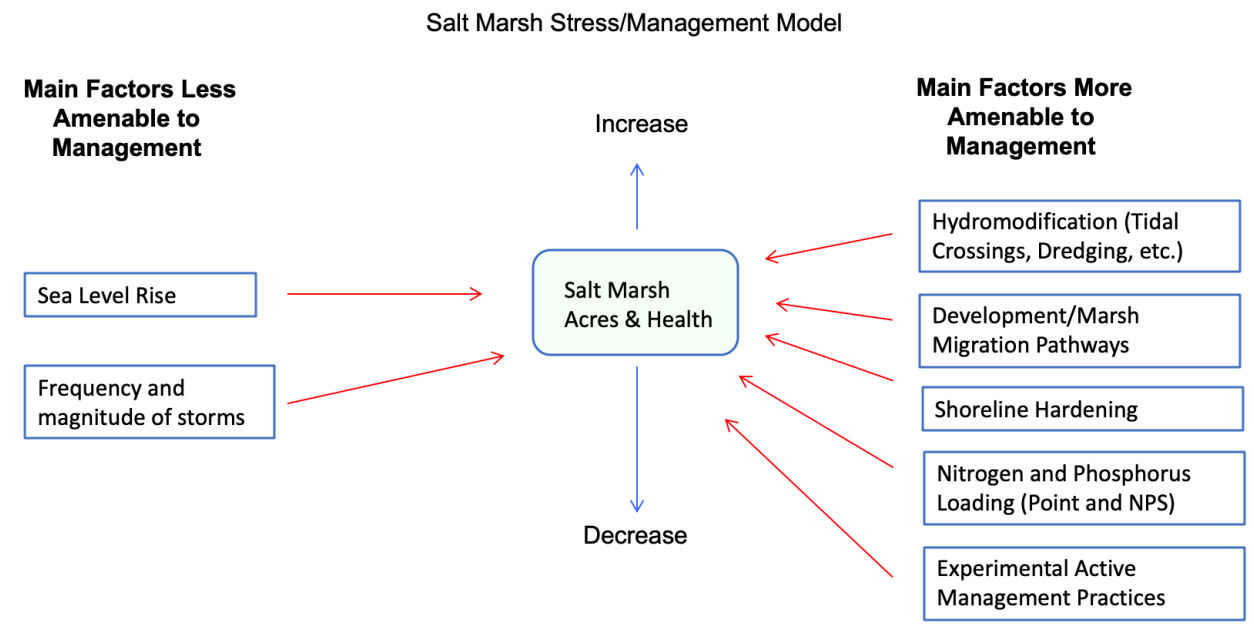 Salt Marsh Stress/Management Model
Main Factors Less
Amenable to
Management
Sea Level Rise
Frequency and
magnitude of storms
Increase
Salt Marsh
Acres & Health
Decrease
Main Factors More
Amenable to
Management
Hydromodification (Tidal
Crossings, Dredging, etc.)
Development/Marsh
Migration Pathways
Shoreline Hardening
Nitrogen and Phosphorus
Loading (Point and NPS)
Experimental Active
Management Practices